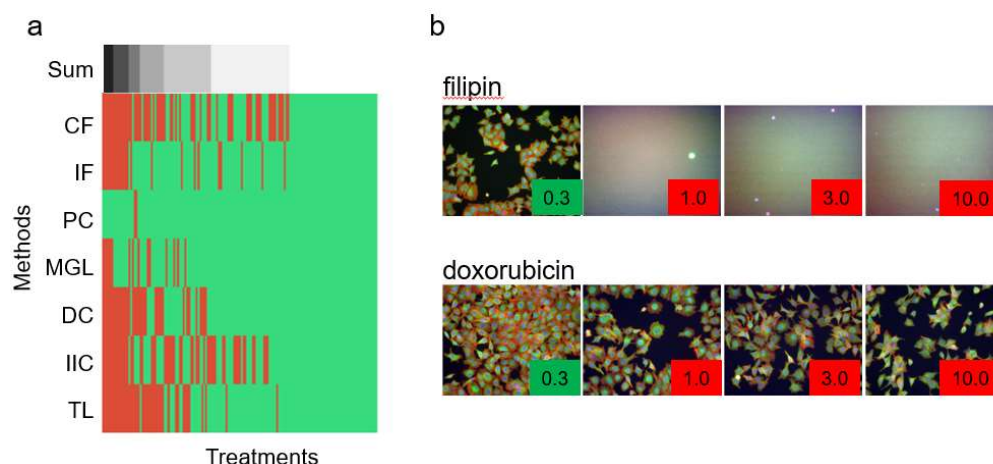 a
Sum
CF
IF
PC
MGL
DC
IIC
TL
Methods
Treatments
b
filipin
0.3
1.0
3.0
10.0
doxorubicin
0.3
1.0
3.0
10.0